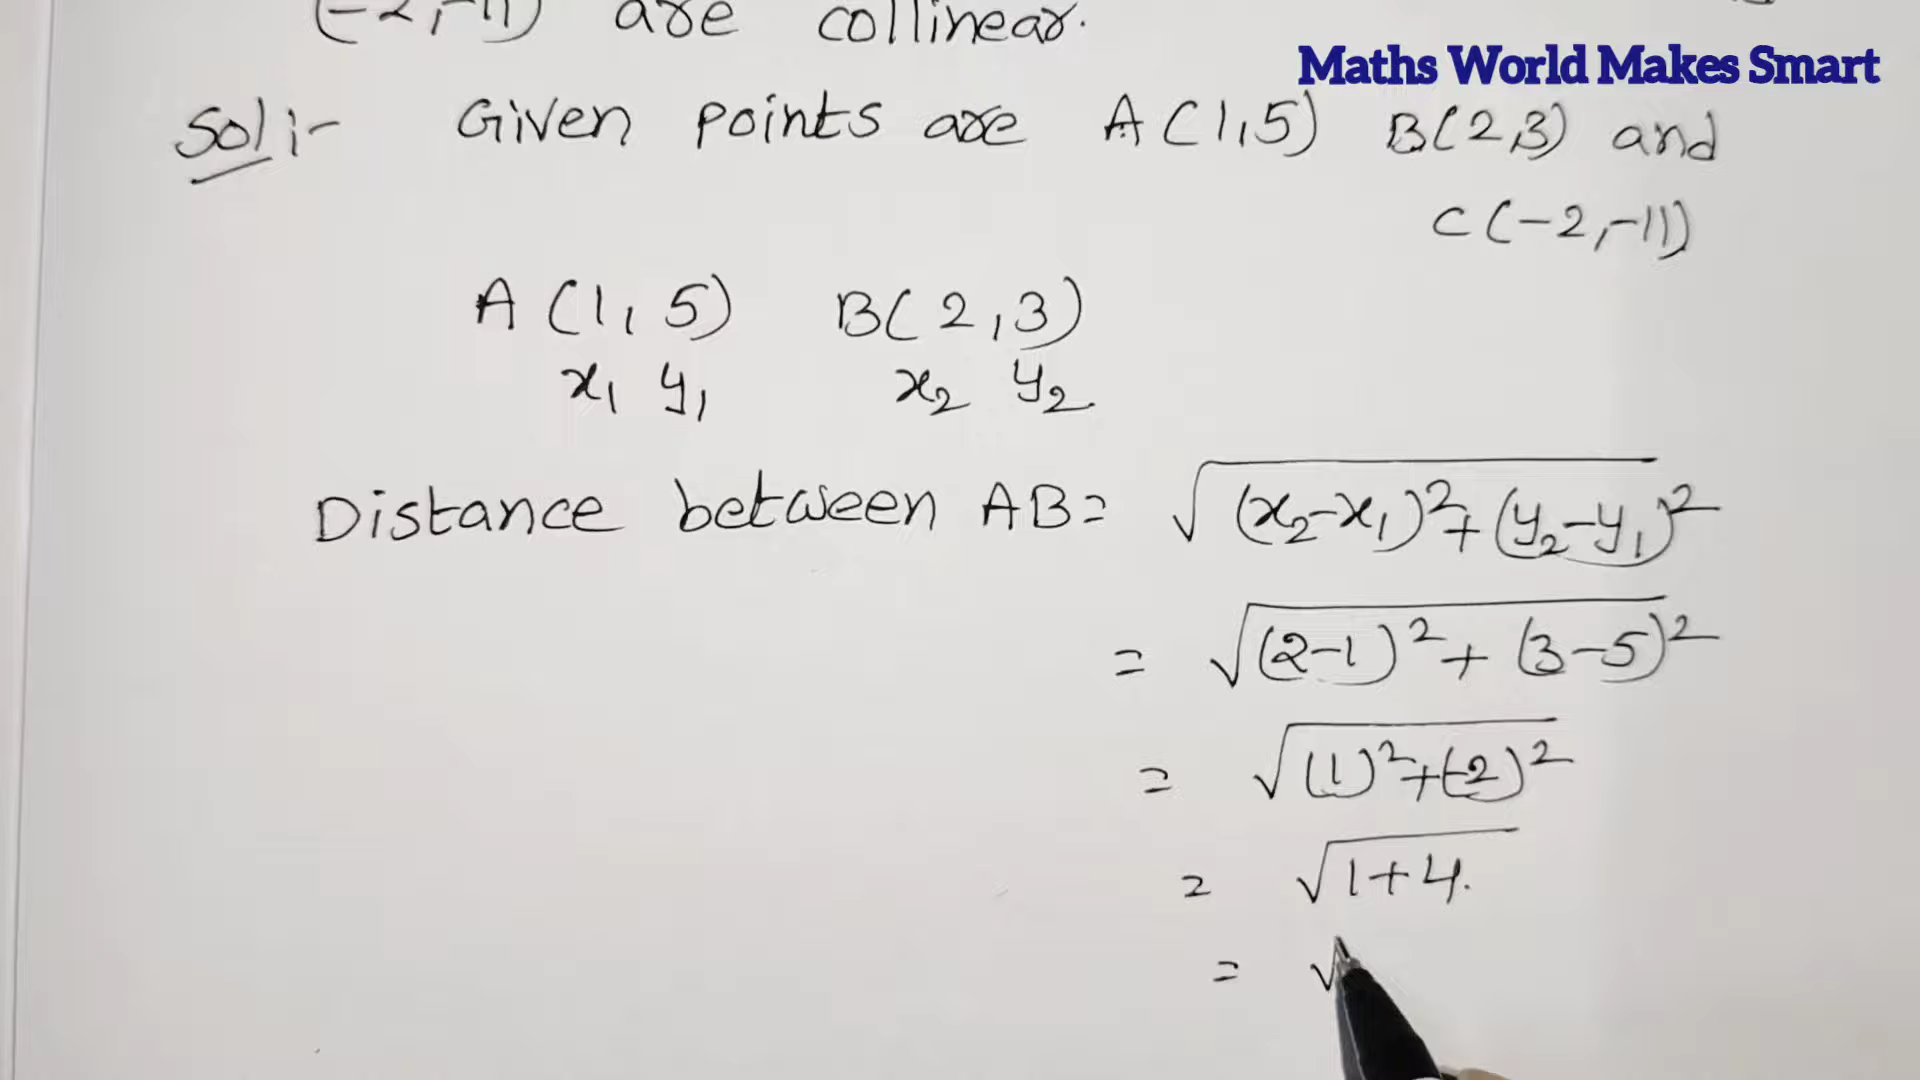 (-2,-11) are collinear.
Maths World Makes Smart
Sol:- Given points are A(1,5) B(2,3) and
C(-2,-11)
A(1,5) B(2,3)
x₁ y₁ x₂ y₂
Distance between AB = √(x₂-x₁)²+(y₂-y₁)²
= √(2-1)²+(3-5)²
= √(1)²+(-2)²
= √1+4.
= √